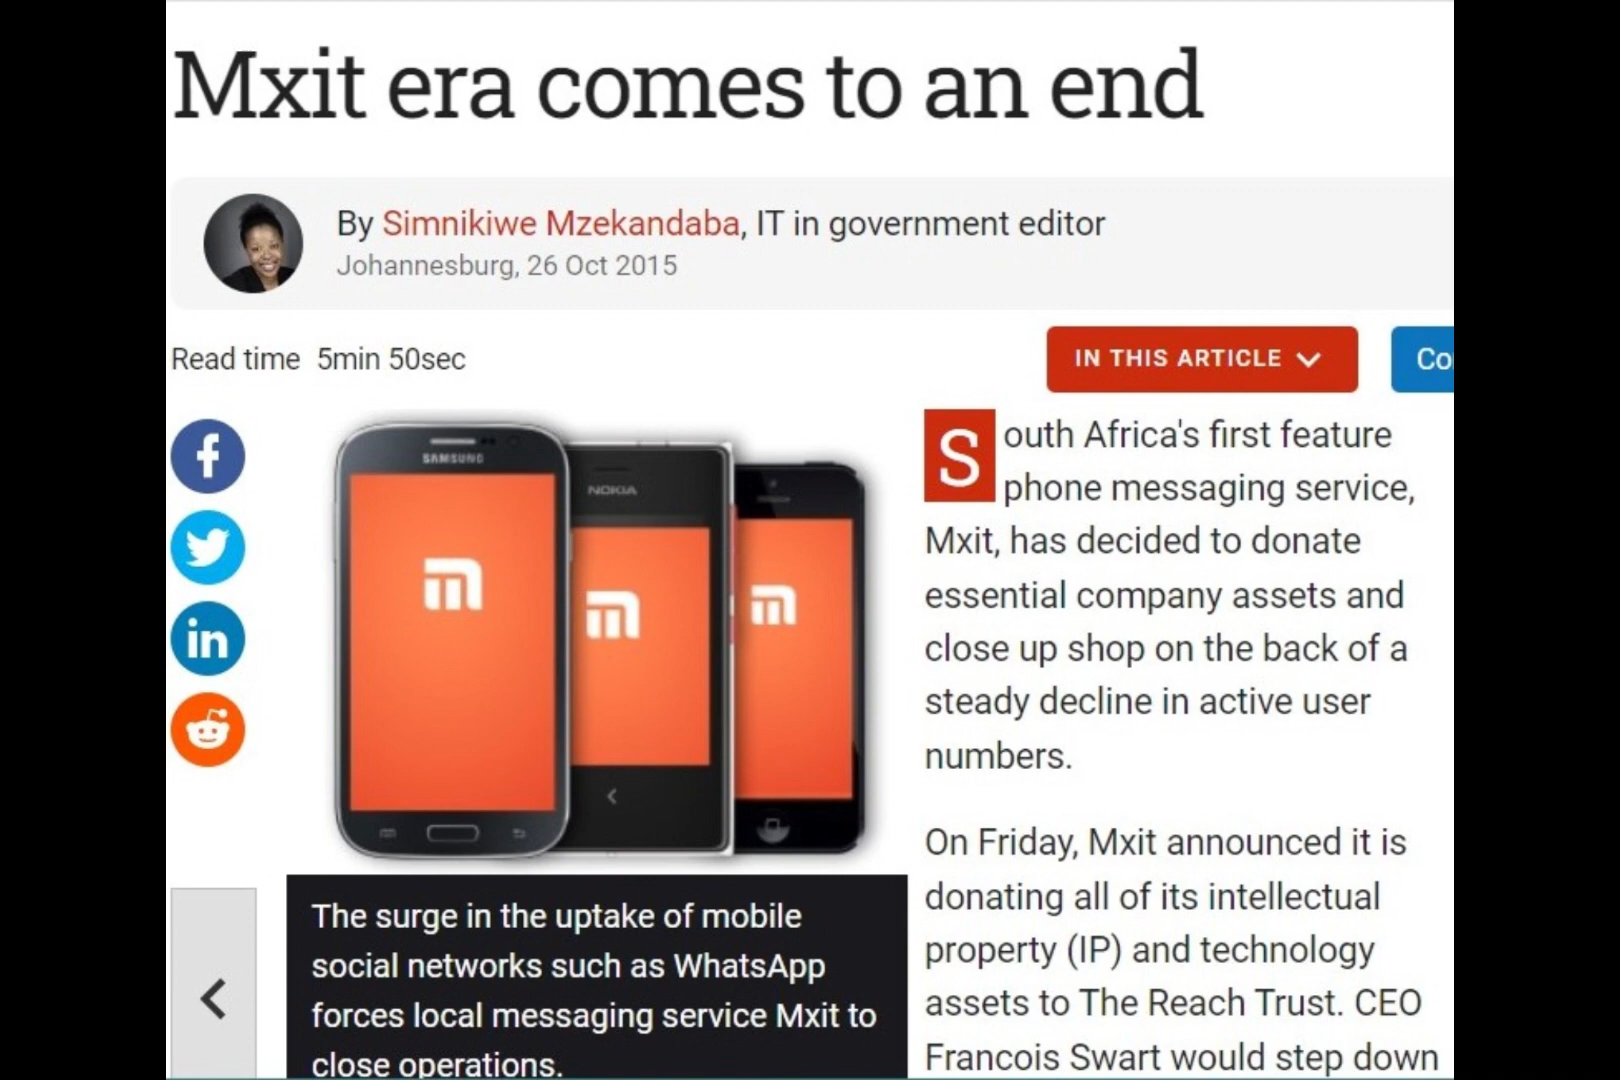 Mxit era comes to an end
By Simnikiwe Mzekandaba, IT in government editor
Johannesburg, 26 Oct 2015
Read time 5min 50sec
IN THIS ARTICLE
Co
SAMSUNG
NOKIA
The surge in the uptake of mobile
social networks such as WhatsApp
forces local messaging service Mxit to
close operations.
South Africa's first feature
phone messaging service,
Mxit, has decided to donate
essential company assets and
close up shop on the back of a
steady decline in active user
numbers.
On Friday, Mxit announced it is
donating all of its intellectual
property (IP) and technology
assets to The Reach Trust. CEO
Francois Swart would step down